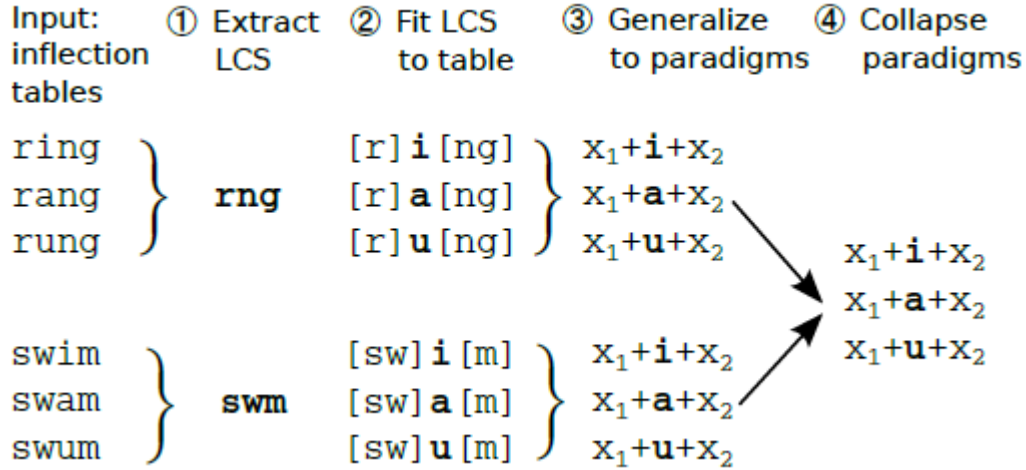 Input: ① Extract ② Fit LCS ③ Generalize ④ Collapse
inflection LCS to table to paradigms paradigms
tables
ring [r]i[ng] x₁+i+x₂
rang rng [r]a[ng] x₁+a+x₂
rung [r]u[ng] x₁+u+x₂
x₁+i+x₂
x₁+a+x₂
x₁+u+x₂
swim [sw]i[m] x₁+i+x₂
swam swm [sw]a[m] x₁+a+x₂
swum [sw]u[m] x₁+u+x₂